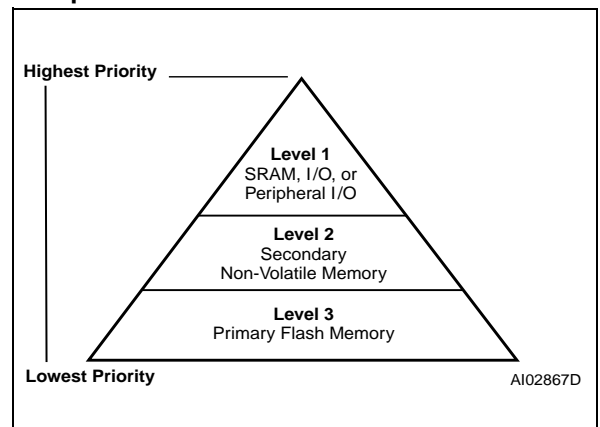 Highest Priority
Level 1
SRAM, I/O, or
Peripheral I/O
Level 2
Secondary
Non-Volatile Memory
Level 3
Primary Flash Memory
Lowest Priority
AI02867D